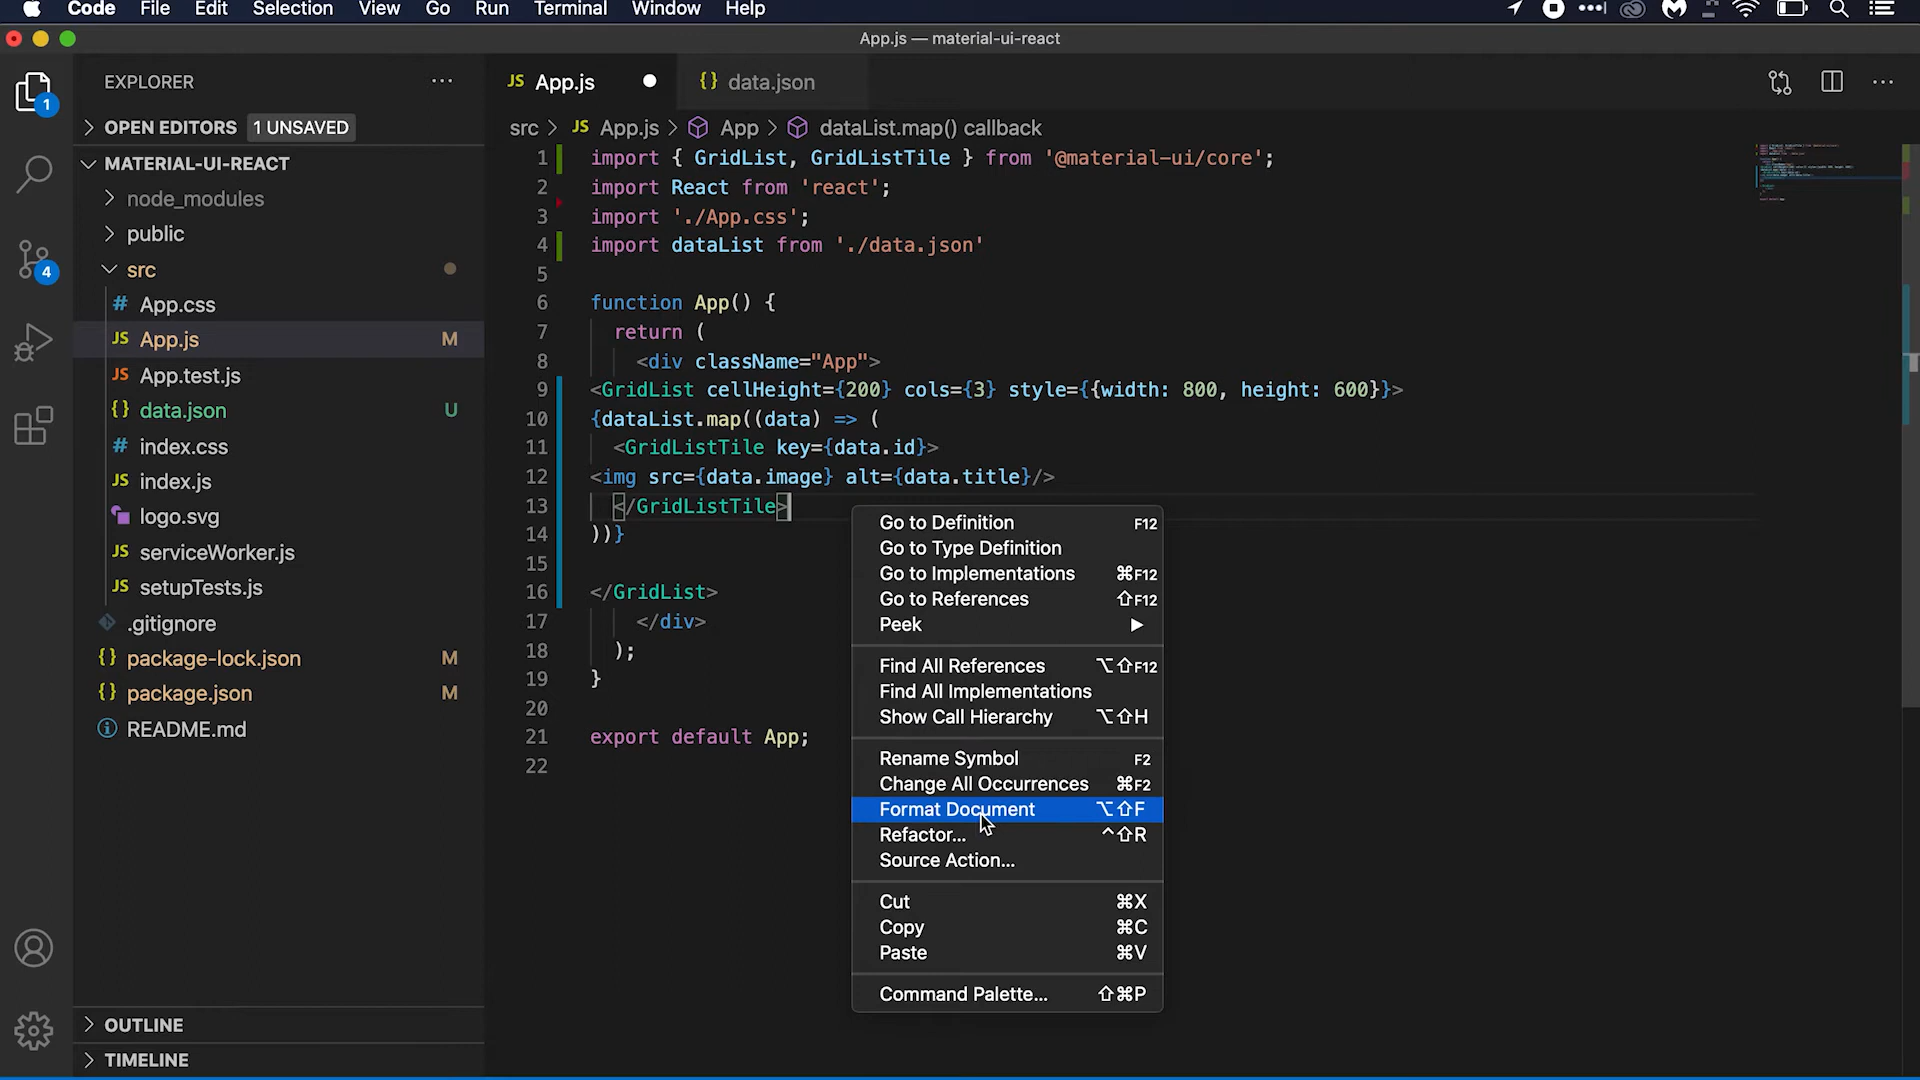 Code File Edit Selection View Go Run Terminal Window Help
App.js — material-ui-react
EXPLORER
1
OPEN EDITORS 1 UNSAVED
MATERIAL-UI-REACT
node_modules
public
4
src
# App.css
JS App.js M
JS App.test.js
{} data.json U
# index.css
JS index.js
logo.svg
JS serviceWorker.js
JS setupTests.js
.gitignore
{} package-lock.json M
{} package.json M
README.md
OUTLINE
TIMELINE
JS App.js
{} data.json
src > JS App.js > App > dataList.map() callback
1 import { GridList, GridListTile } from '@material-ui/core';
2 import React from 'react';
3 import './App.css';
4 import dataList from './data.json'
5
6 function App() {
7 return (
8 <div className="App">
9 <GridList cellHeight={200} cols={3} style={{width: 800, height: 600}}>
10 {dataList.map((data) => (
11 <GridListTile key={data.id}>
12 <img src={data.image} alt={data.title}/>
13 </GridListTile>
14 ))}
15
16 </GridList>
17 </div>
18 );
19 }
20
21 export default App;
22
Go to Definition F12
Go to Type Definition
Go to Implementations ⌘F12
Go to References ⇧F12
Peek ▶
Find All References ⌥⇧F12
Find All Implementations
Show Call Hierarchy ⌥⇧H
Rename Symbol F2
Change All Occurrences ⌘F2
Format Document ⌥⇧F
Refactor... ^⇧R
Source Action...
Cut ⌘X
Copy ⌘C
Paste ⌘V
Command Palette... ⇧⌘P